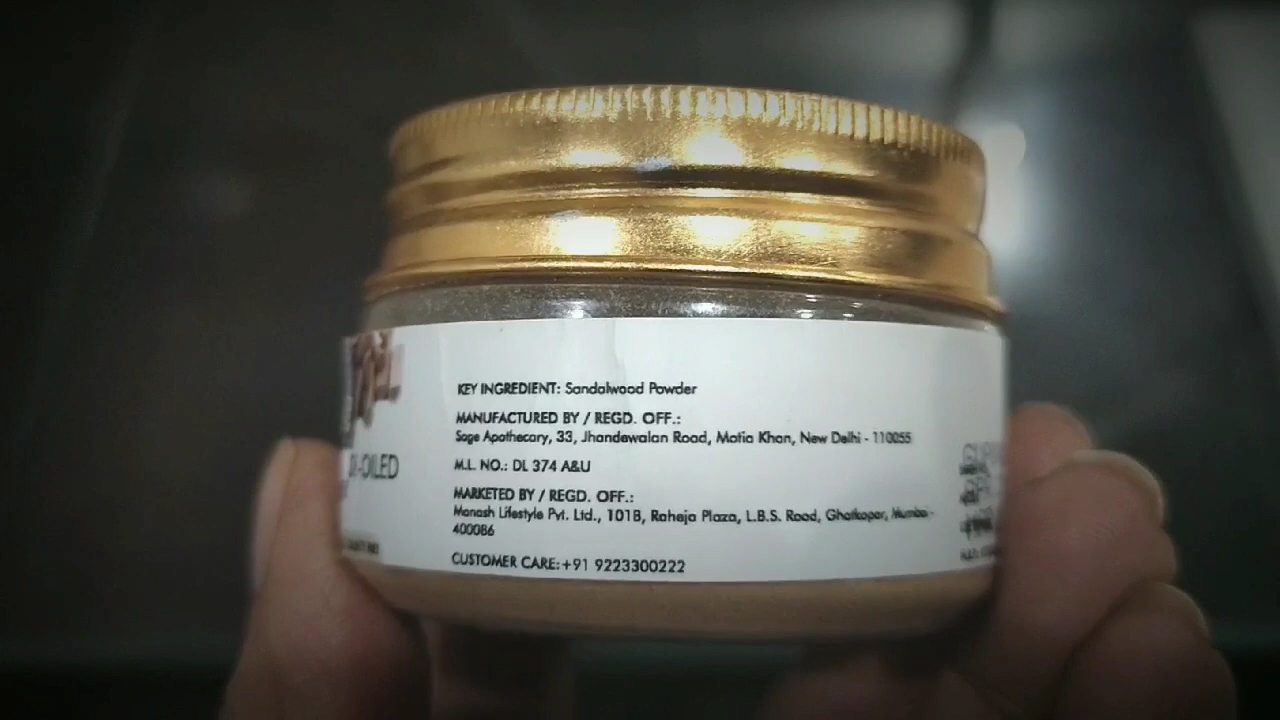 KEY INGREDIENT: Sandalwood Powder
MANUFACTURED BY / REGD. OFF.:
Sage Apothecary, 33, Jhandewalan Road, Motia Khan, New Delhi - 110055
M.L. NO.: DL 374 A&U
MARKETED BY / REGD. OFF.:
Manash Lifestyle Pvt. Ltd., 101B, Raheja Plaza, L.B.S. Road, Ghatkopar, Mumbai -
400086
CUSTOMER CARE: +91 9223300222
-OILED